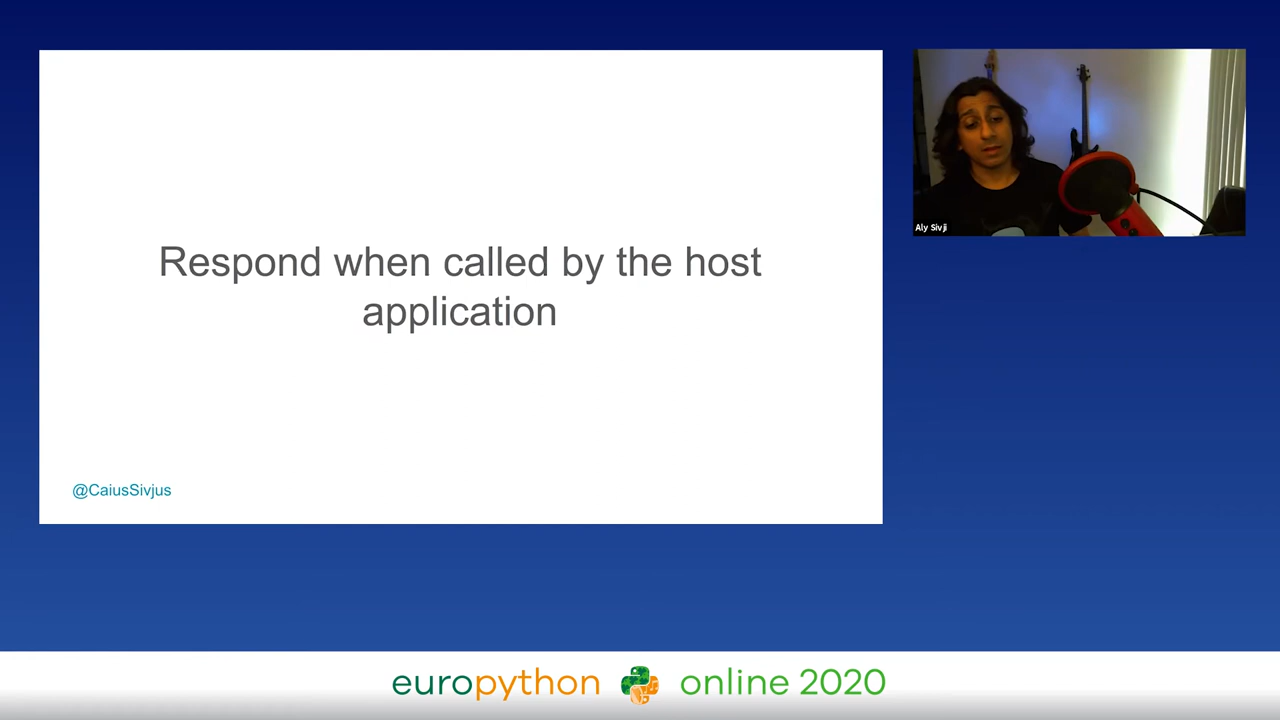 Respond when called by the host
application
@CaiusSivjus
Aly Sivji
europython online 2020